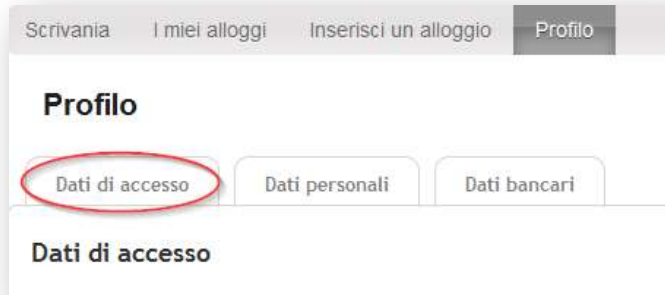 Scrivania I miei alloggi Inserisci un alloggio Profilo
Profilo
Dati di accesso Dati personali Dati bancari
Dati di accesso